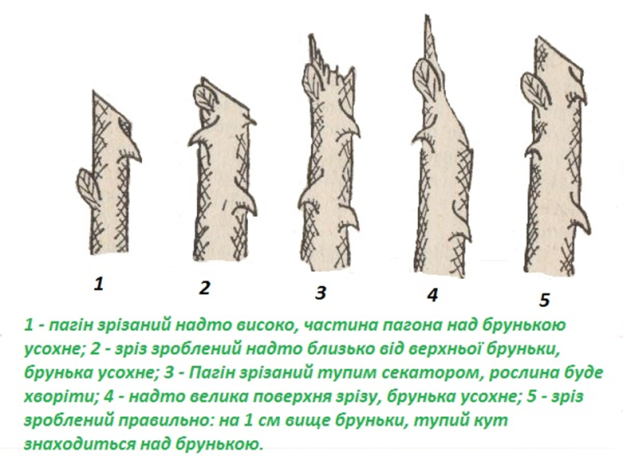 1 2 3 4 5
1 - пагін зрізаний надто високо, частина пагона над брунькою
усохне; 2 - зріз зроблений надто близько від верхньої бруньки,
брунька усохне; 3 - Пагін зрізаний тупим секатором, рослина буде
хворіти; 4 - надто велика поверхня зрізу, брунька усохне; 5 - зріз
зроблений правильно: на 1 см вище бруньки, тупий кут
знаходиться над брунькою.